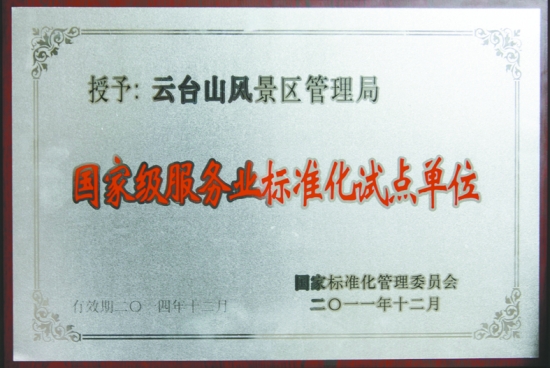 授予:云台山风景区管理局
国家级服务业标准化试点单位
国家标准化管理委员会
有效期二〇一四年十二月
二〇一一年十二月